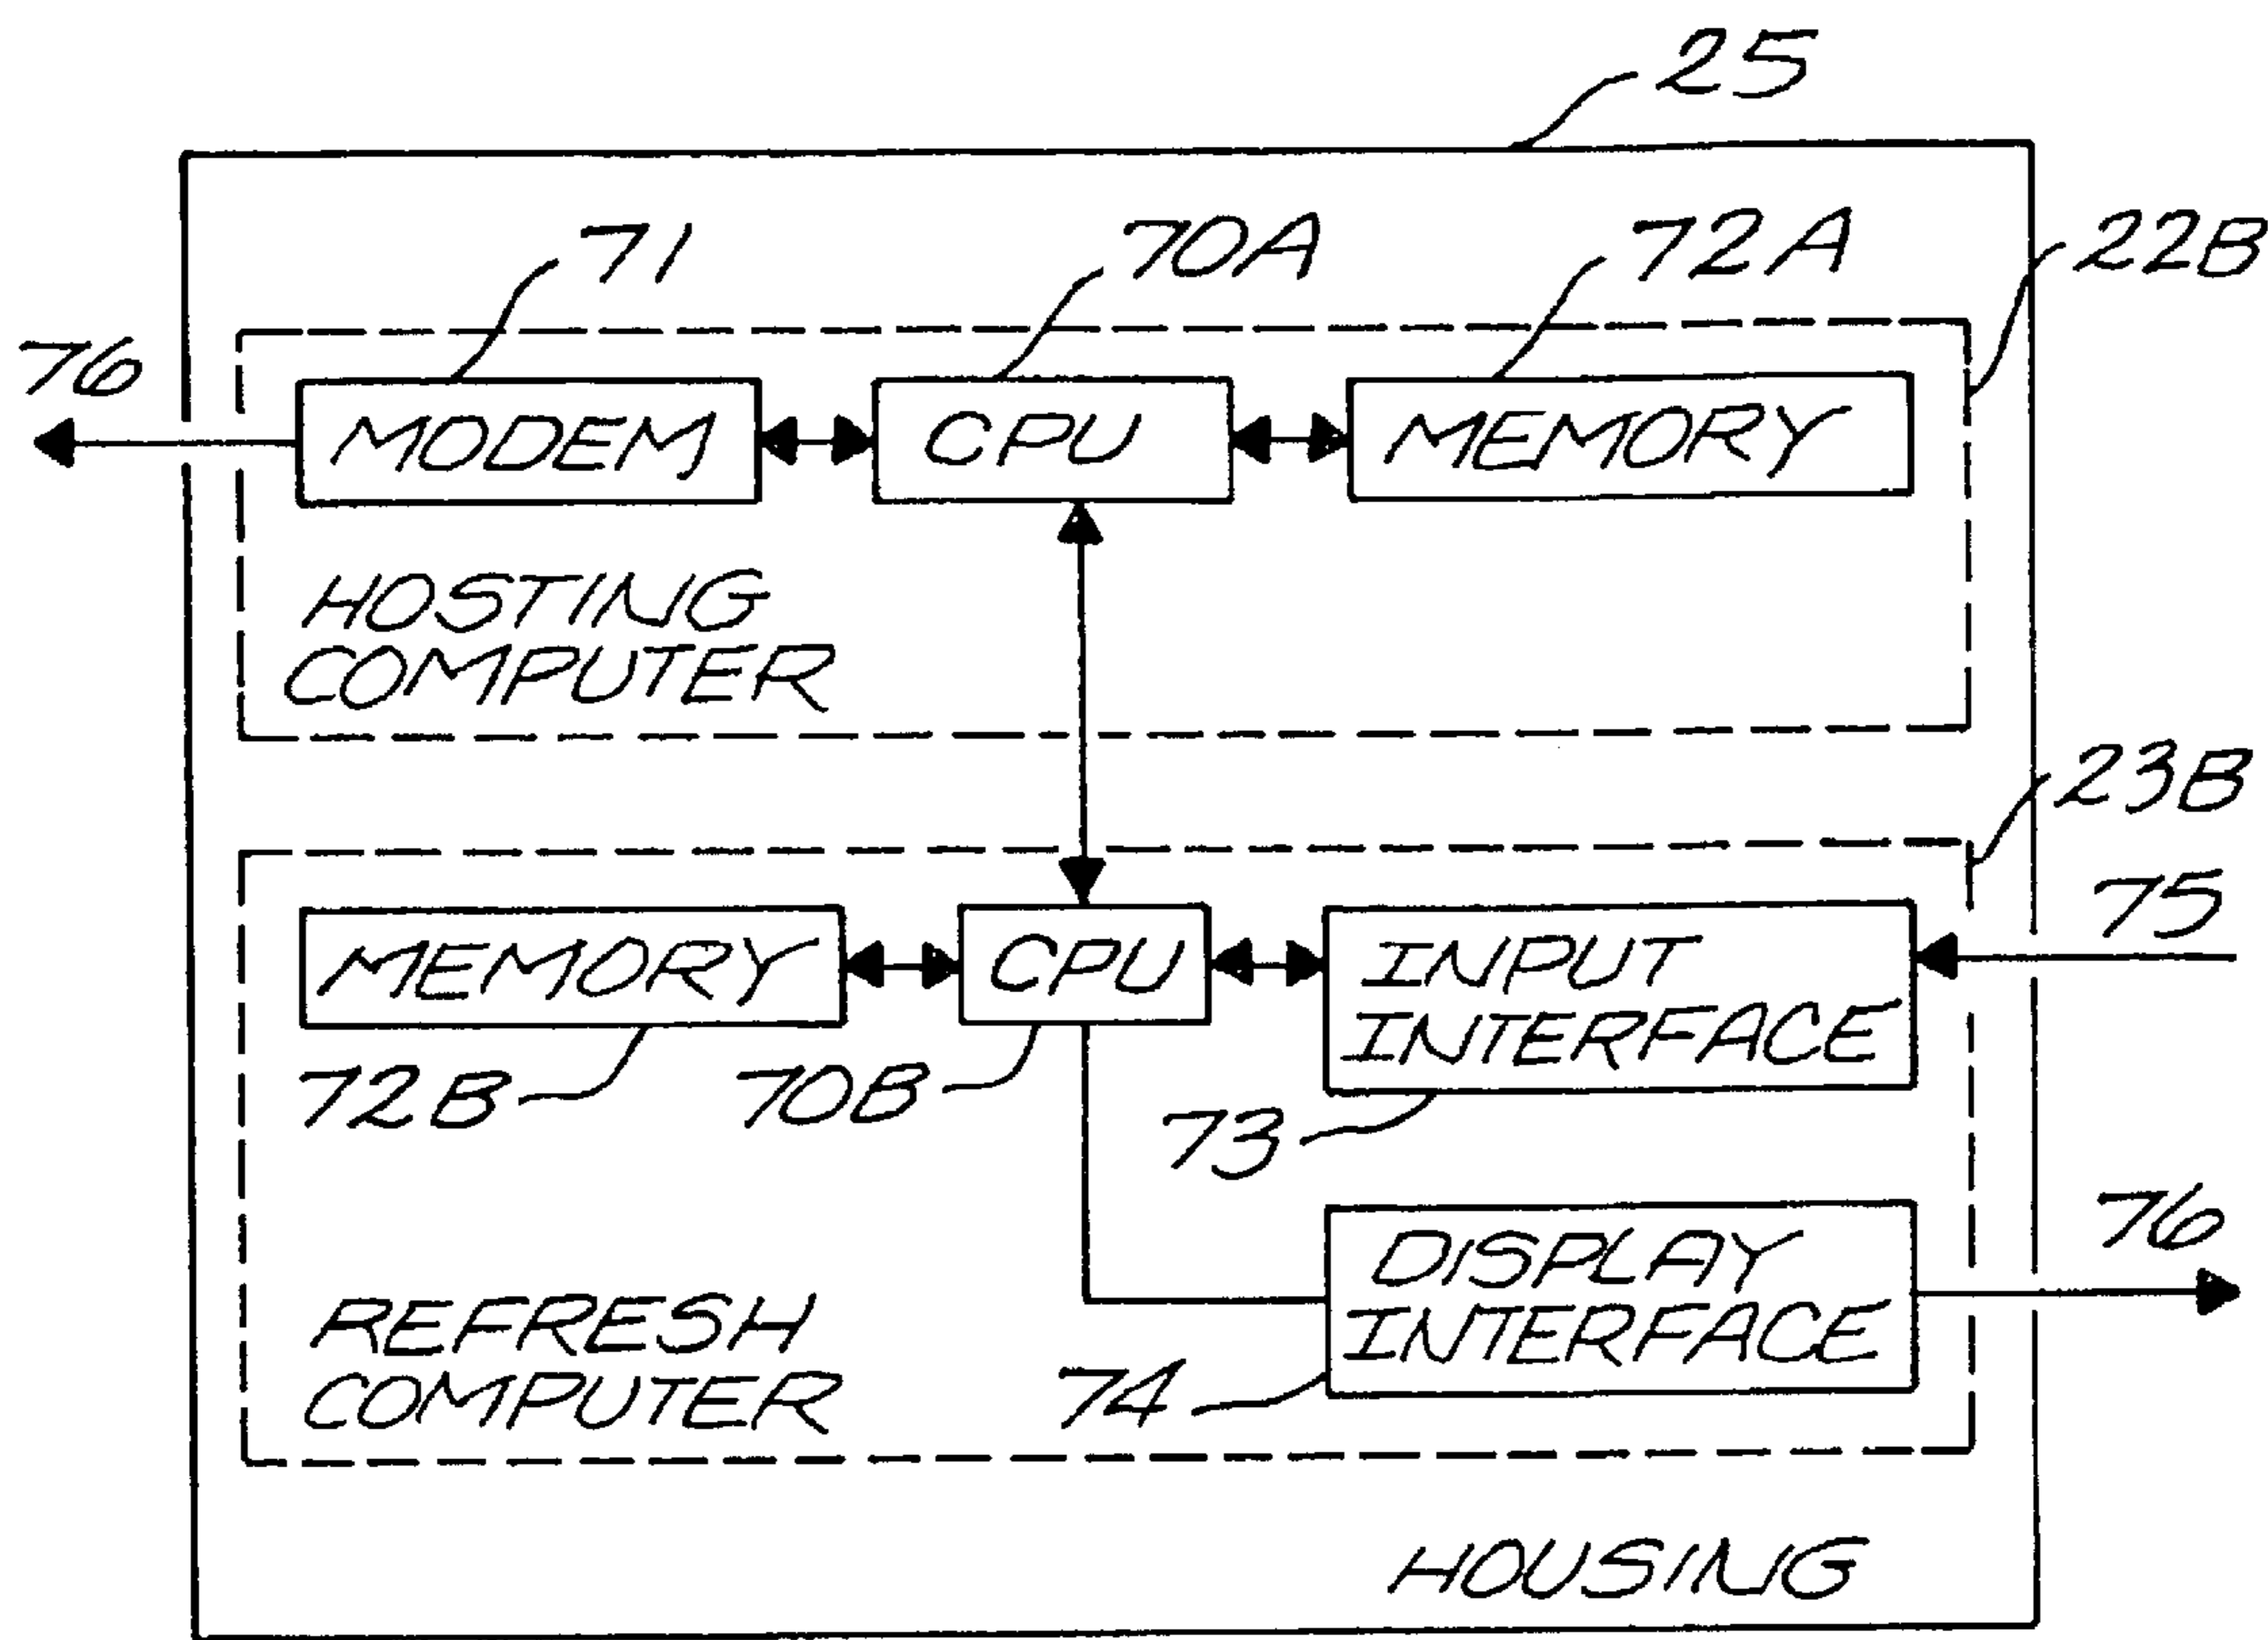 25
71
70A
72A
22B
76
MODEM
CPU
MEMORY
HOSTING
COMPUTER
23B
75
MEMORY
CPU
INPUT
INTERFACE
72B
70B
73
76
DISPLAY
INTERFACE
REFRESH
COMPUTER
74
HOUSING